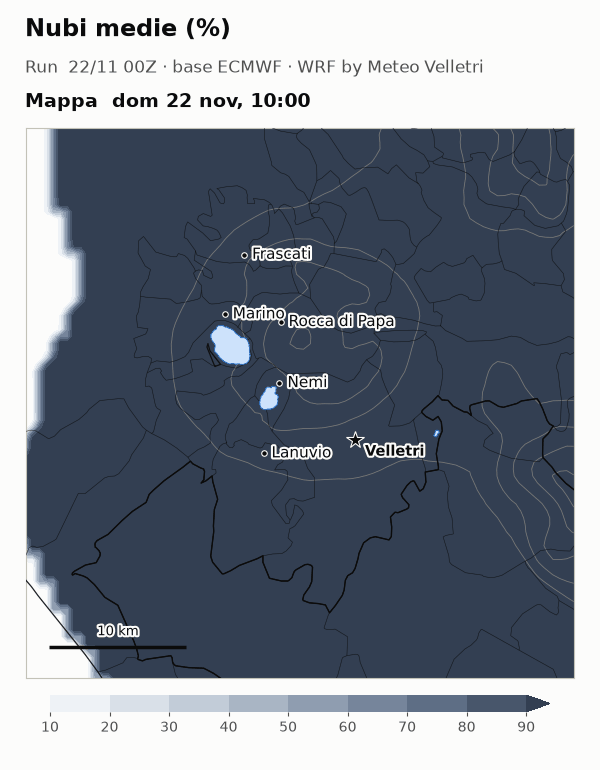 Nubi medie (%)
Run  22/11 00Z · base ECMWF · WRF by Meteo Velletri
Mappa  dom 22 nov, 10:00
Frascati
Marino
Rocca di Papa
Nemi
Velletri
Lanuvio
10 km
10 20 30 40 50 60 70 80 90